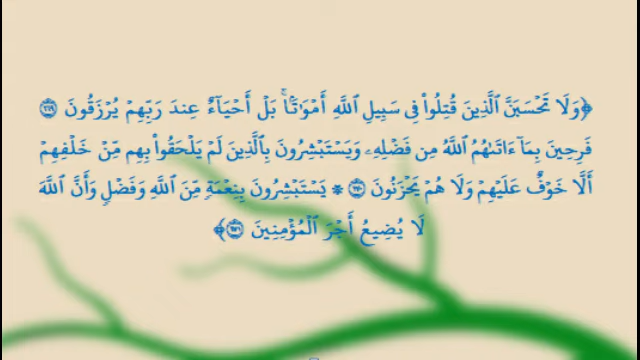 ﴿وَلَا تَحْسَبَنَّ ٱلَّذِينَ قُتِلُوا۟ فِى سَبِيلِ ٱللَّهِ أَمْوَٰتًۢا ۚ بَلْ أَحْيَآءٌ عِندَ رَبِّهِمْ يُرْزَقُونَ ۝١٦٩
فَرِحِينَ بِمَآ ءَاتَىٰهُمُ ٱللَّهُ مِن فَضْلِهِۦ وَيَسْتَبْشِرُونَ بِٱلَّذِينَ لَمْ يَلْحَقُوا۟ بِهِم مِّنْ خَلْفِهِمْ
أَلَّا خَوْفٌ عَلَيْهِمْ وَلَا هُمْ يَحْزَنُونَ ۝١٧٠ * يَسْتَبْشِرُونَ بِنِعْمَةٍ مِّنَ ٱللَّهِ وَفَضْلٍ وَأَنَّ ٱللَّهَ
لَا يُضِيعُ أَجْرَ ٱلْمُؤْمِنِينَ ۝١٧١﴾